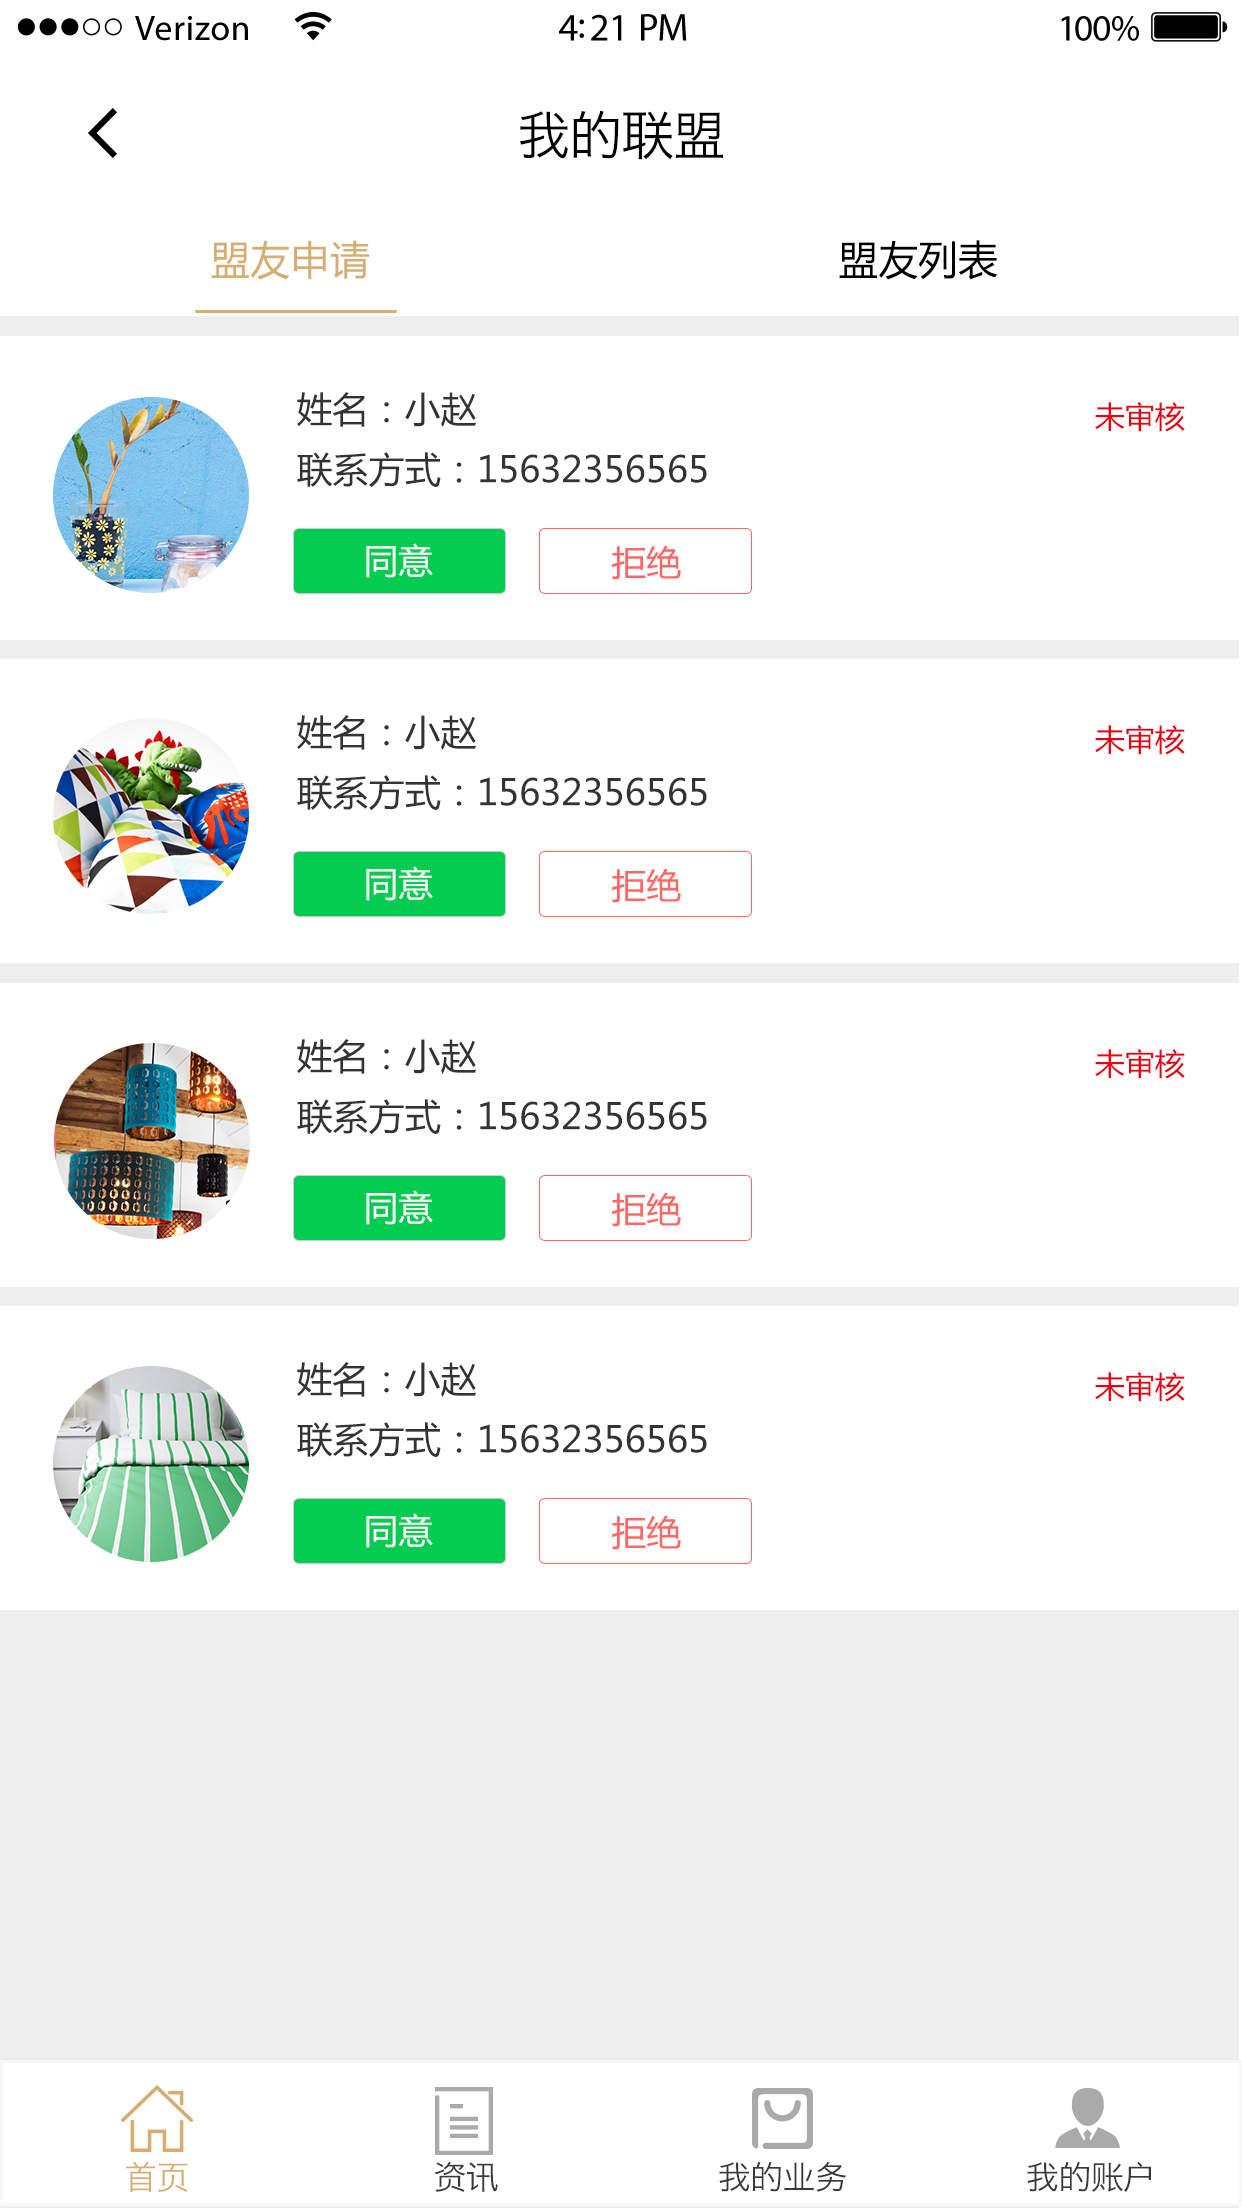 Verizon 4:21 PM 100%
我的联盟
盟友申请 盟友列表
姓名：小赵 未审核
联系方式：15632356565
同意 拒绝
姓名：小赵 未审核
联系方式：15632356565
同意 拒绝
姓名：小赵 未审核
联系方式：15632356565
同意 拒绝
姓名：小赵 未审核
联系方式：15632356565
同意 拒绝
首页 资讯 我的业务 我的账户